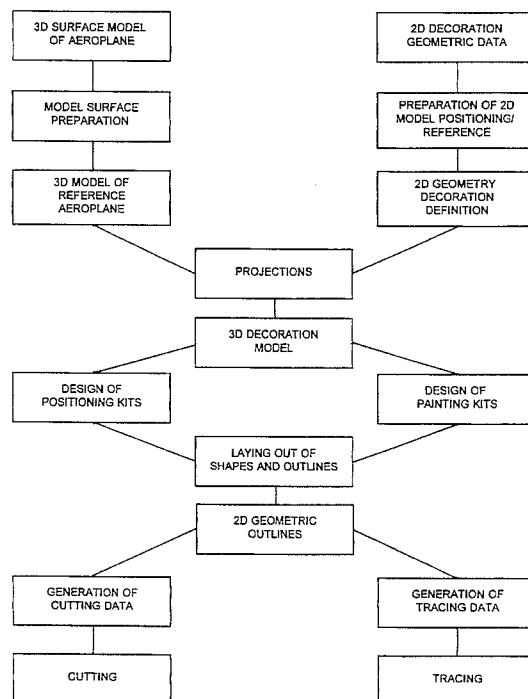 3D SURFACE MODEL
OF AEROPLANE
2D DECORATION
GEOMETRIC DATA
MODEL SURFACE
PREPARATION
PREPARATION OF 2D
MODEL POSITIONING/
REFERENCE
3D MODEL OF
REFERENCE
AEROPLANE
2D GEOMETRY
DECORATION
DEFINITION
PROJECTIONS
3D DECORATION
MODEL
DESIGN OF
POSITIONING KITS
DESIGN OF
PAINTING KITS
LAYING OUT OF
SHAPES AND OUTLINES
2D GEOMETRIC
OUTLINES
GENERATION OF
CUTTING DATA
GENERATION OF
TRACING DATA
CUTTING
TRACING